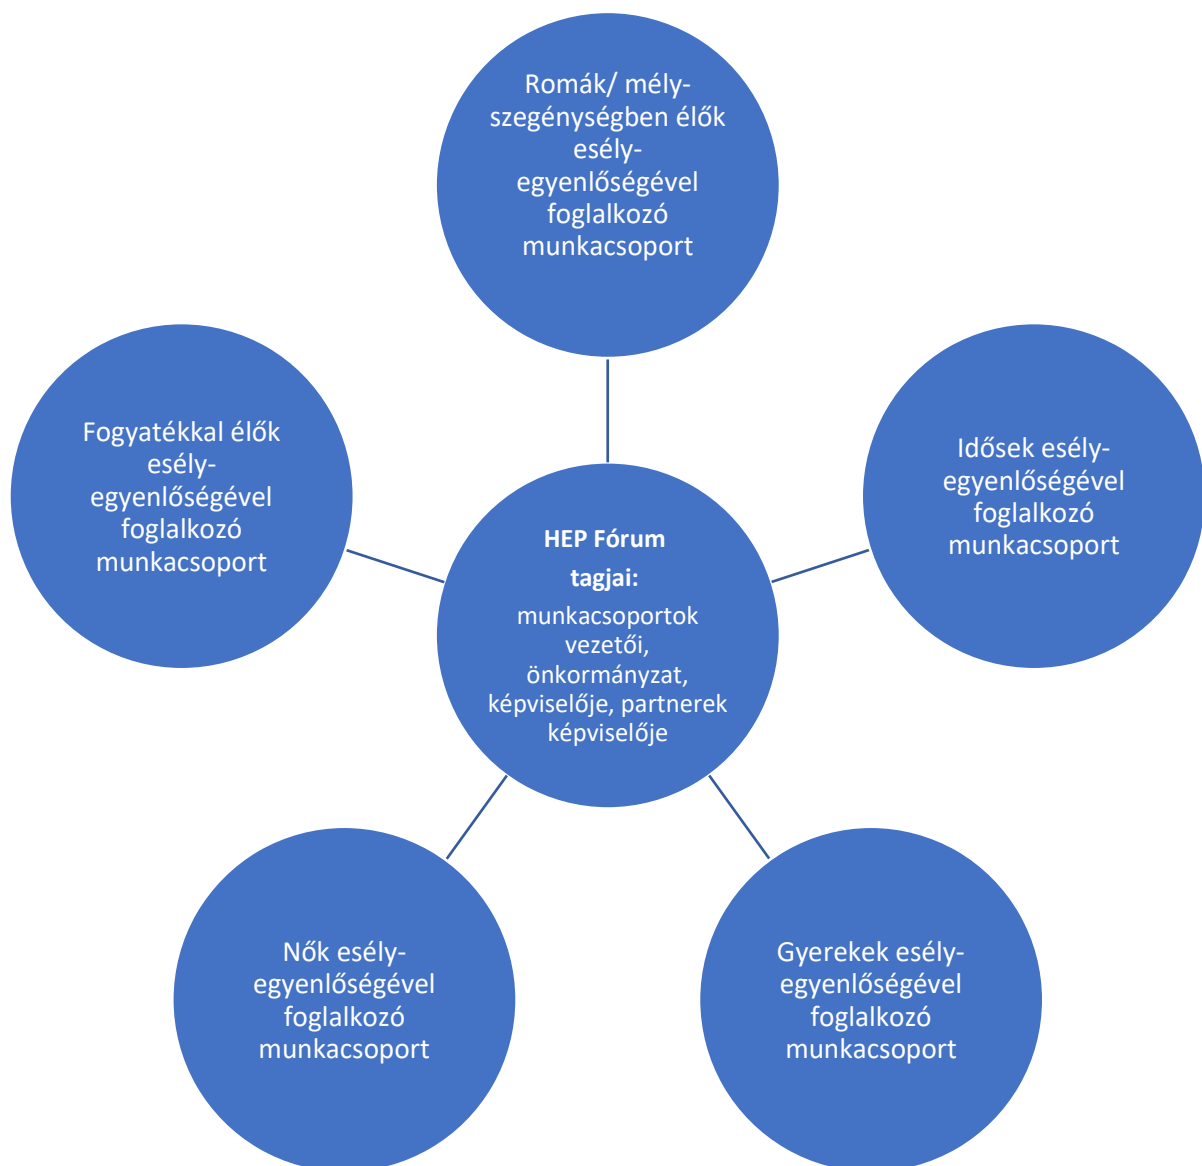 Romák/ mély-
szegénységben élők
esély-
egyenlőségével
foglalkozó
munkacsoport
Fogyatékkal élők
esély-
egyenlőségével
foglalkozó
munkacsoport
Idősek esély-
egyenlőségével
foglalkozó
munkacsoport
HEP Fórum
tagjai:
munkacsoportok
vezetői,
önkormányzat,
képviselője, partnerek
képviselője
Nők esély-
egyenlőségével
foglalkozó
munkacsoport
Gyerekek esély-
egyenlőségével
foglalkozó
munkacsoport